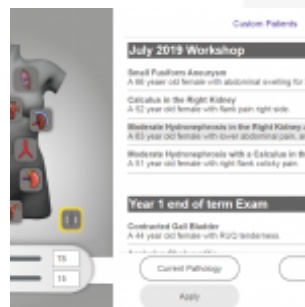 Custom Patients
July 2019 Workshop
Small Fusiform Aneurysm
A 66 year old female with abdominal swelling for
Calculus in the Right Kidney
A 52 year old female with flank pain right side.
Moderate Hydronephrosis in the Right Kidney
A 63 year old female with lower abdominal pain,
Moderate Hydronephrosis with a Calculus in th
A 51 year old female with right flank colicky pain.
Year 1 end of term Exam
Contracted Gall Bladder
A 44 year old female with RUQ tenderness.
Current Pathology
Apply
15
15